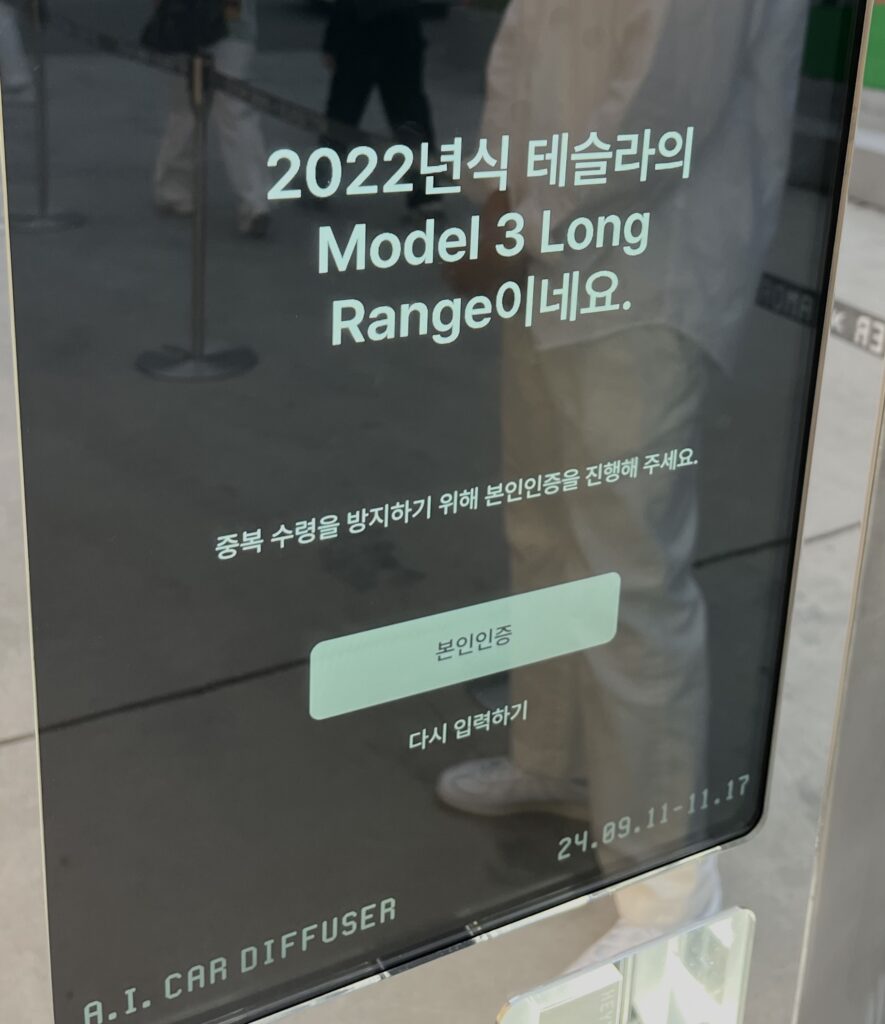 2022년식 테슬라의
Model 3 Long
Range이네요.
중복 수령을 방지하기 위해 본인인증을 진행해 주세요.
본인인증
다시 입력하기
24.09.11-11.17
A.I. CAR DIFFUSER